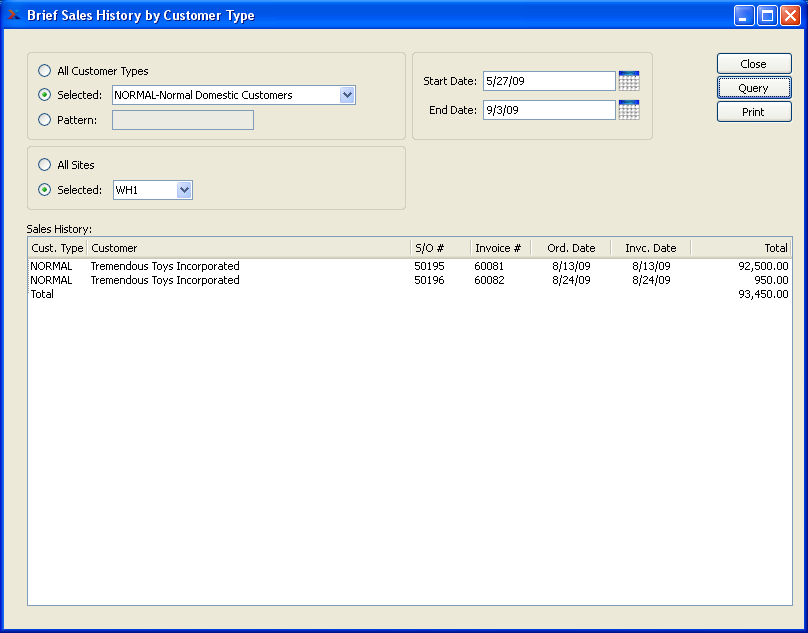 Brief Sales History by Customer Type
All Customer Types
Selected: NORMAL-Normal Domestic Customers
Pattern:
Start Date: 5/27/09
End Date: 9/3/09
Close
Query
Print
All Sites
Selected: WH1
Sales History:
Cust. Type Customer S/O # Invoice # Ord. Date Invc. Date Total
NORMAL Tremendous Toys Incorporated 50195 60081 8/13/09 8/13/09 92,500.00
NORMAL Tremendous Toys Incorporated 50196 60082 8/24/09 8/24/09 950.00
Total 93,450.00